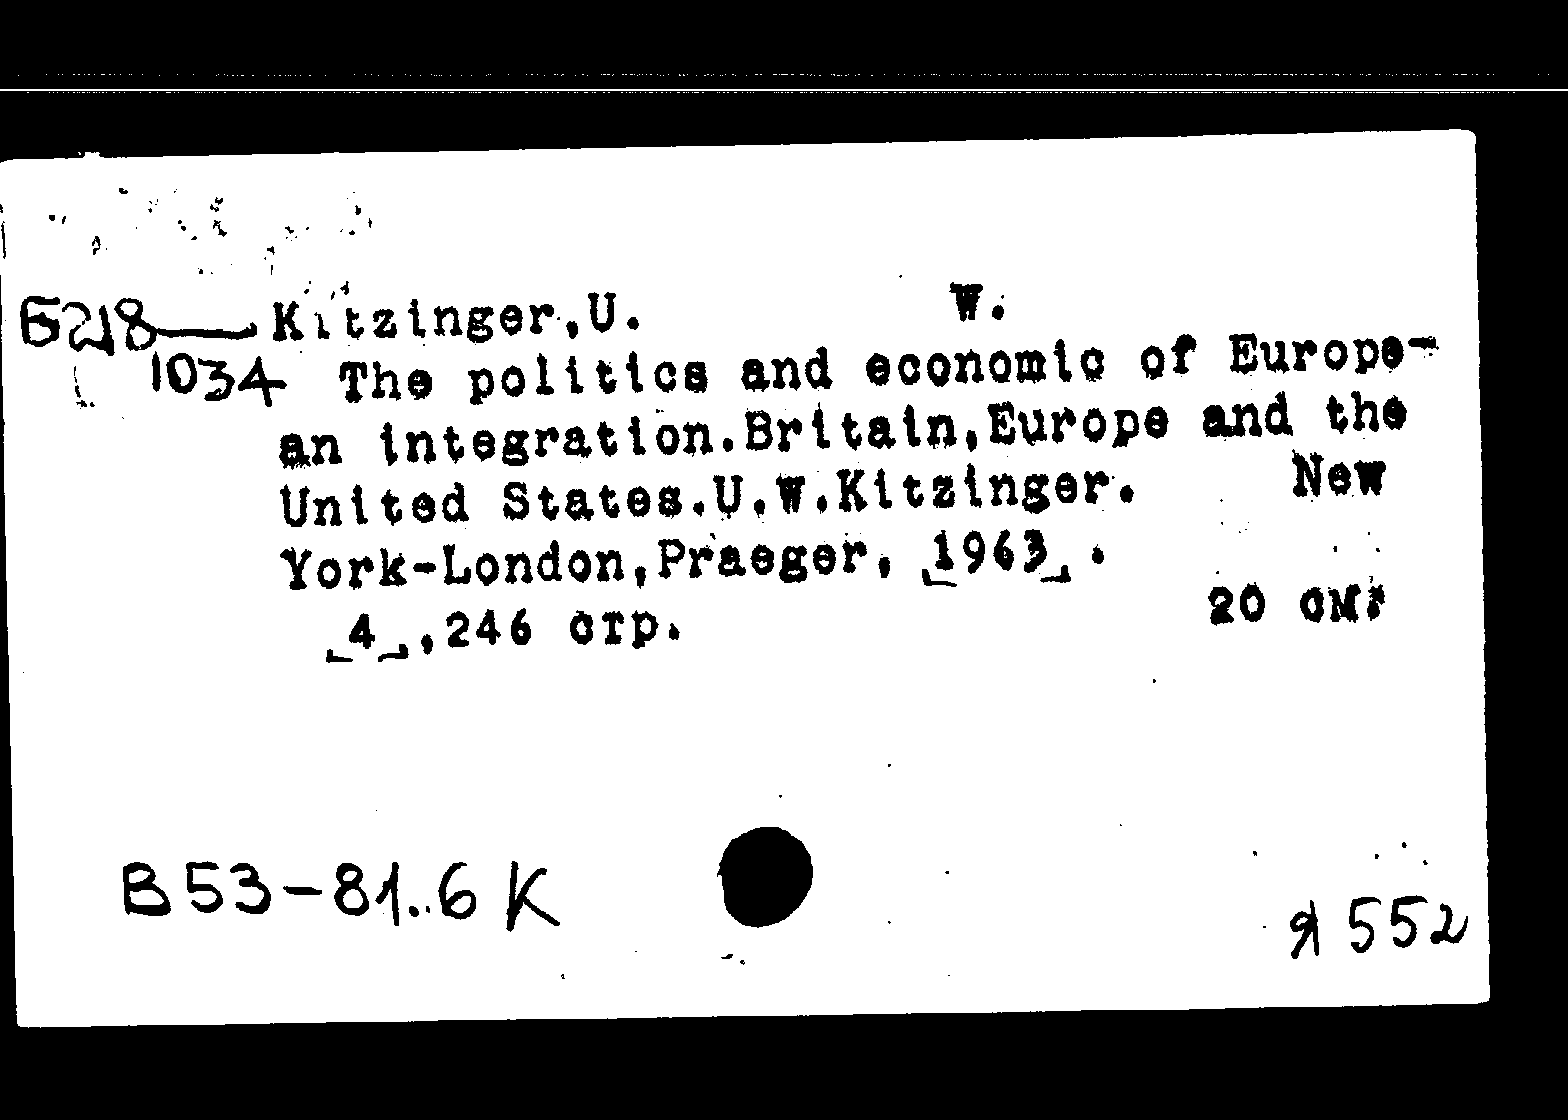 Б218 Kitzinger,U. W.
1034 The politics and economic of Europe-
an integration.Britain,Europe and the
United States.U.W.Kitzinger. New
York-London,Praeger, [1963].
[4],246 стр. 20 см.
B53-81.6 K
Я 552